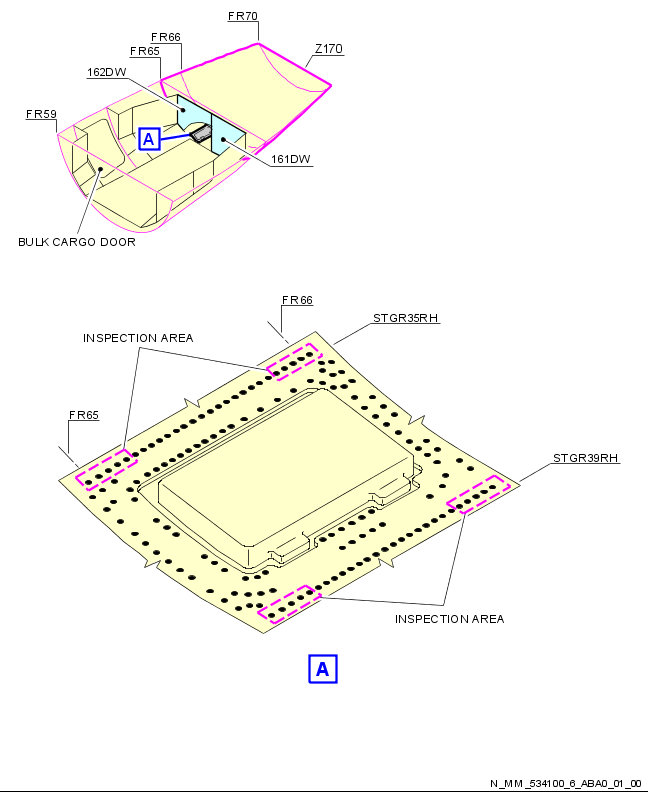 FR70
FR66
FR65
Z170
162DW
FR59
A
161DW
BULK CARGO DOOR
FR66
STGR35RH
INSPECTION AREA
FR65
STGR39RH
INSPECTION AREA
A
N_MM_534100_6_ABA0_01_00